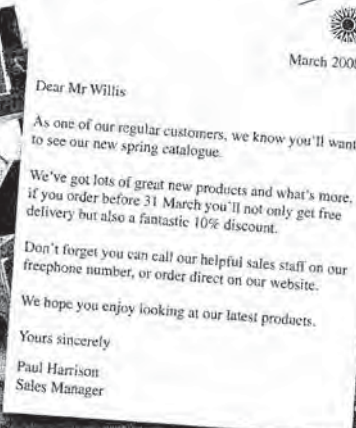 March 200
Dear Mr Willis
As one of our regular customers, we know you'll want
to see our new spring catalogue.
We've got lots of great new products and what's more,
if you order before 31 March you'll not only get free
delivery but also a fantastic 10% discount.
Don't forget you can call our helpful sales staff on our
freephone number, or order direct on our website.
We hope you enjoy looking at our latest products.
Yours sincerely
Paul Harrison
Sales Manager